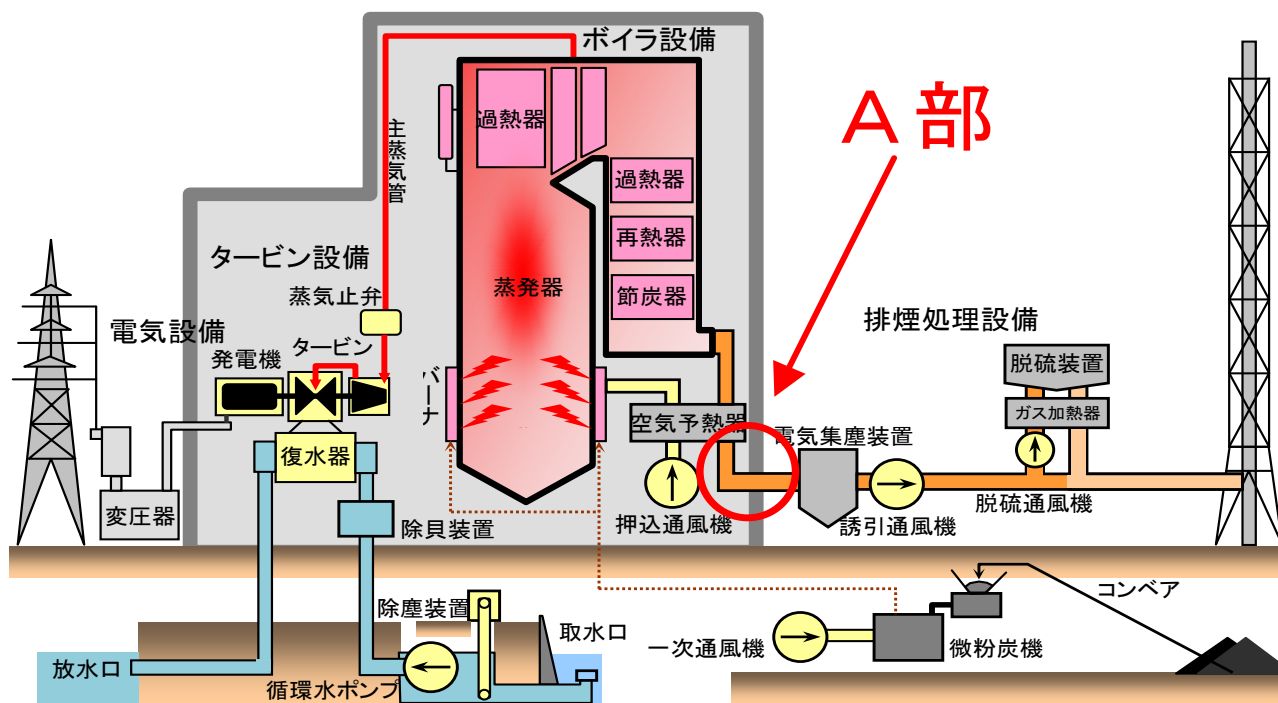 ボイラ設備
A部
過熱器
主蒸気管
過熱器
再熱器
節炭器
蒸発器
タービン設備
蒸気止弁
電気設備
発電機
タービン
バーナ
排煙処理設備
脱硫装置
ガス加熱器
空気予熱器
電気集塵装置
復水器
変圧器
除貝装置
押込通風機
誘引通風機
脱硫通風機
コンベア
除塵装置
取水口
一次通風機
微粉炭機
放水口
循環水ポンプ